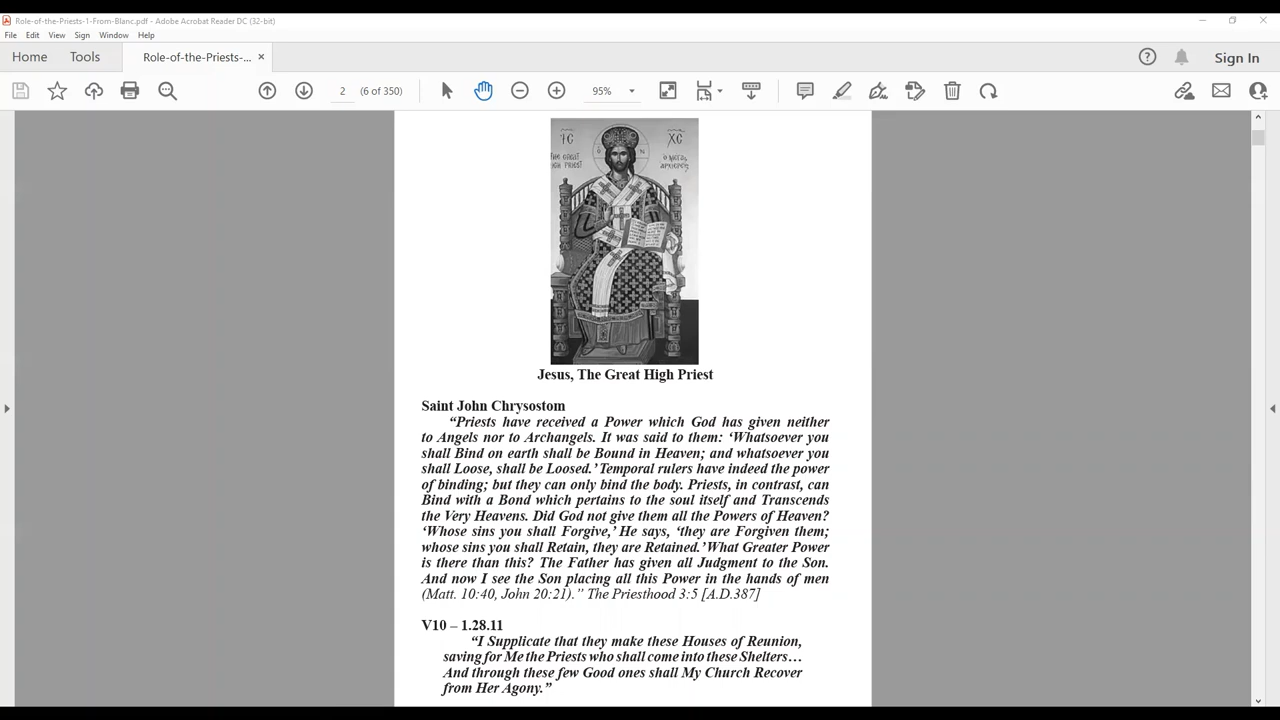 Role-of-the-Priests-1-From-Blanc.pdf - Adobe Acrobat Reader DC (32-bit)
File Edit View Sign Window Help
Home Tools Role-of-the-Priests-... × Sign In
2 (6 of 350) 95%
IC XC
THE GREAT Ο ΜΕΓΑΣ
HIGH PRIEST ΑΡΧΙΕΡΕΥΣ
Jesus, The Great High Priest
Saint John Chrysostom
“Priests have received a Power which God has given neither
to Angels nor to Archangels. It was said to them: ‘Whatsoever you
shall Bind on earth shall be Bound in Heaven; and whatsoever you
shall Loose, shall be Loosed.’ Temporal rulers have indeed the power
of binding; but they can only bind the body. Priests, in contrast, can
Bind with a Bond which pertains to the soul itself and Transcends
the Very Heavens. Did God not give them all the Powers of Heaven?
‘Whose sins you shall Forgive,’ He says, ‘they are Forgiven them;
whose sins you shall Retain, they are Retained.’ What Greater Power
is there than this? The Father has given all Judgment to the Son.
And now I see the Son placing all this Power in the hands of men
(Matt. 10:40, John 20:21).” The Priesthood 3:5 [A.D.387]
V10 – 1.28.11
“I Supplicate that they make these Houses of Reunion,
saving for Me the Priests who shall come into these Shelters…
And through these few Good ones shall My Church Recover
from Her Agony.”